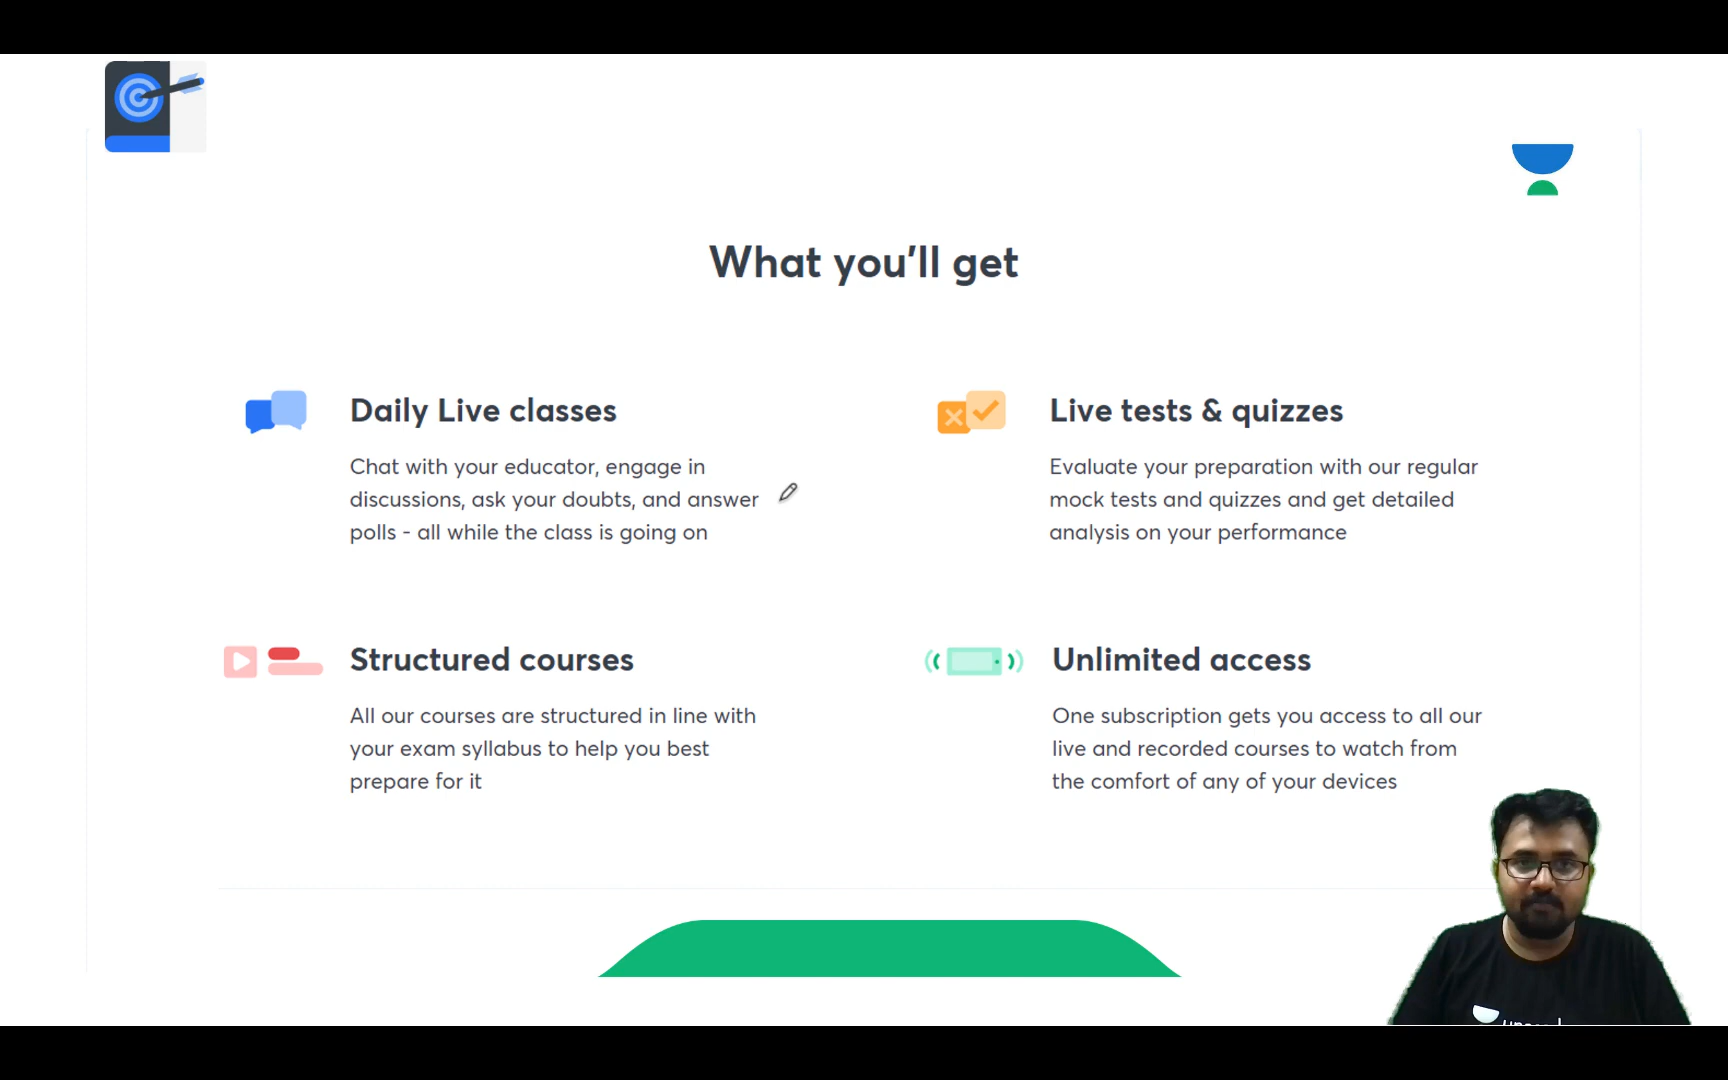 What you'll get
Daily Live classes
Chat with your educator, engage in
discussions, ask your doubts, and answer
polls - all while the class is going on
Live tests & quizzes
Evaluate your preparation with our regular
mock tests and quizzes and get detailed
analysis on your performance
Structured courses
All our courses are structured in line with
your exam syllabus to help you best
prepare for it
Unlimited access
One subscription gets you access to all our
live and recorded courses to watch from
the comfort of any of your devices